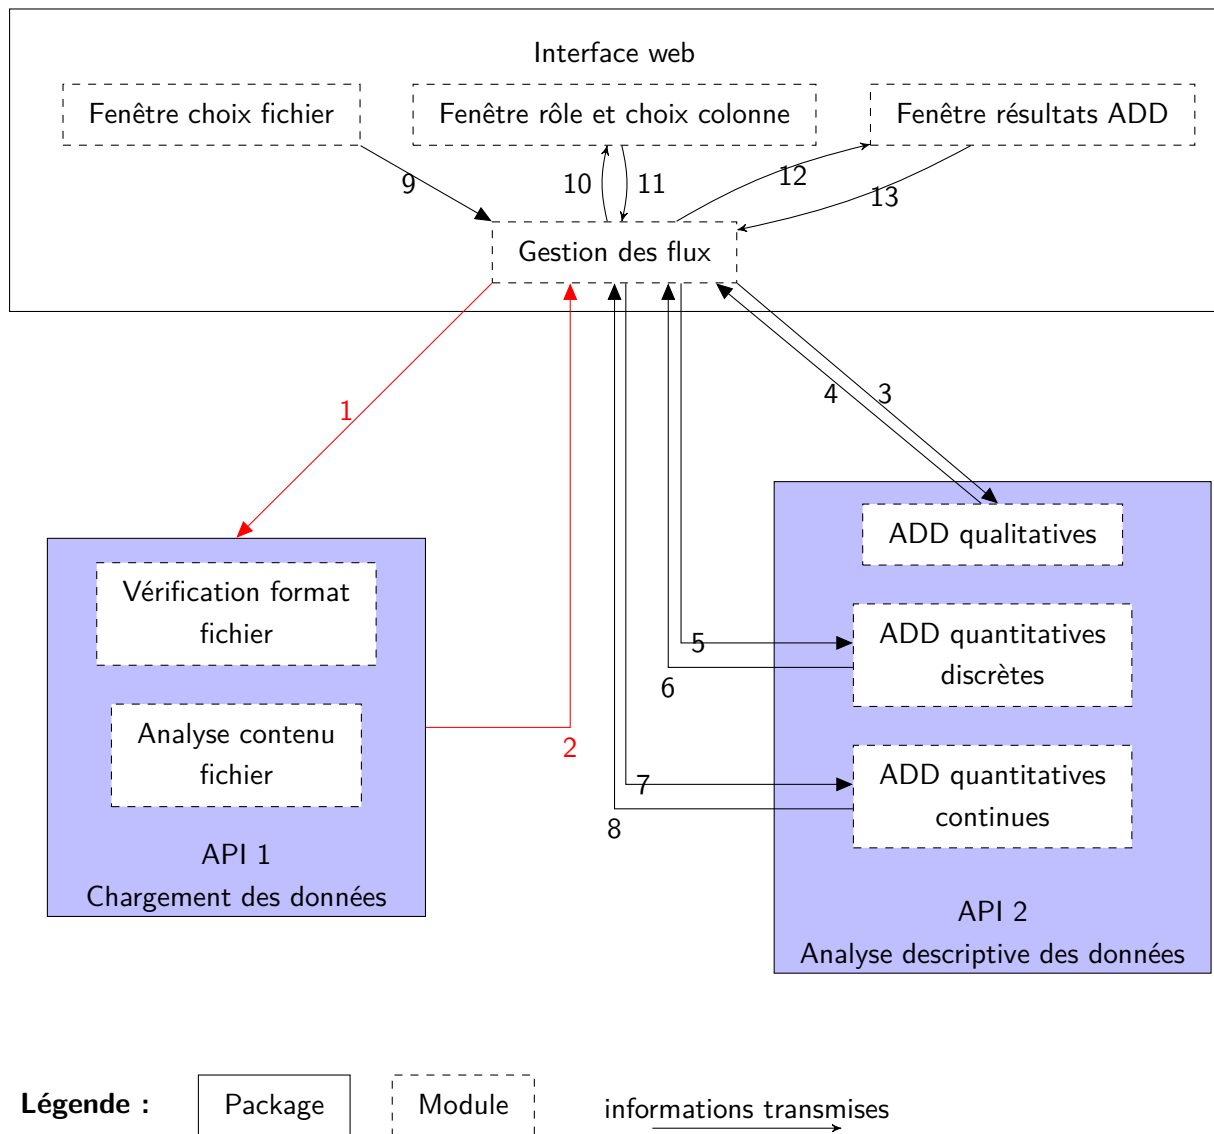 Interface web
Fenêtre choix fichier
Fenêtre rôle et choix colonne
Fenêtre résultats ADD
9
10
11
12
13
Gestion des flux
1
4
3
ADD qualitatives
Vérification format
fichier
ADD quantitatives
discrètes
5
6
Analyse contenu
fichier
2
ADD quantitatives
continues
7
8
API 1
Chargement des données
API 2
Analyse descriptive des données
Légende :
Package
Module
informations transmises